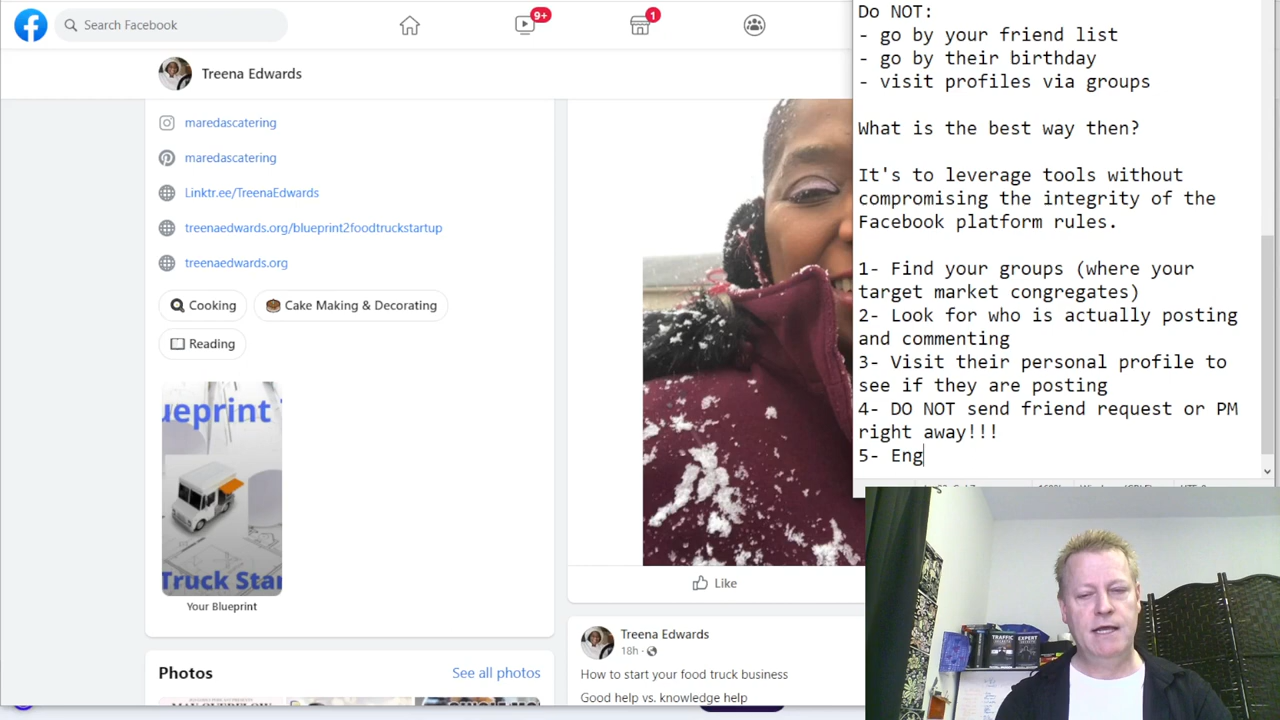 Search Facebook
9+
1
Treena Edwards
maredascatering
maredascatering
Linktr.ee/TreenaEdwards
treenaedwards.org/blueprint2foodtruckstartup
treenaedwards.org
Cooking
Cake Making & Decorating
Reading
ueprint
Truck Star
Your Blueprint
Photos
See all photos
Like
Treena Edwards
18h ·
How to start your food truck business
Good help vs. knowledge help
Do NOT:
- go by your friend list
- go by their birthday
- visit profiles via groups
What is the best way then?
It's to leverage tools without
compromising the integrity of the
Facebook platform rules.
1- Find your groups (where your
target market congregates)
2- Look for who is actually posting
and commenting
3- Visit their personal profile to
see if they are posting
4- DO NOT send friend request or PM
right away!!!
5- Eng
TRAFFIC
SECRETS
EXPERT
SECRETS